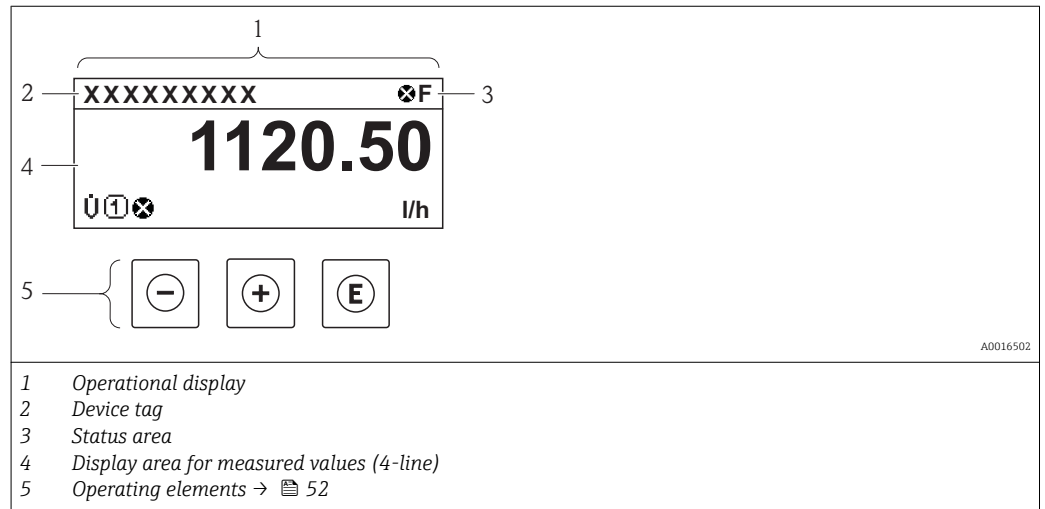 1
2 XXXXXXXXX F 3
1120.50
4
U̇ 1 l/h
5 − + E
A0016502
1 Operational display
2 Device tag
3 Status area
4 Display area for measured values (4-line)
5 Operating elements → 52